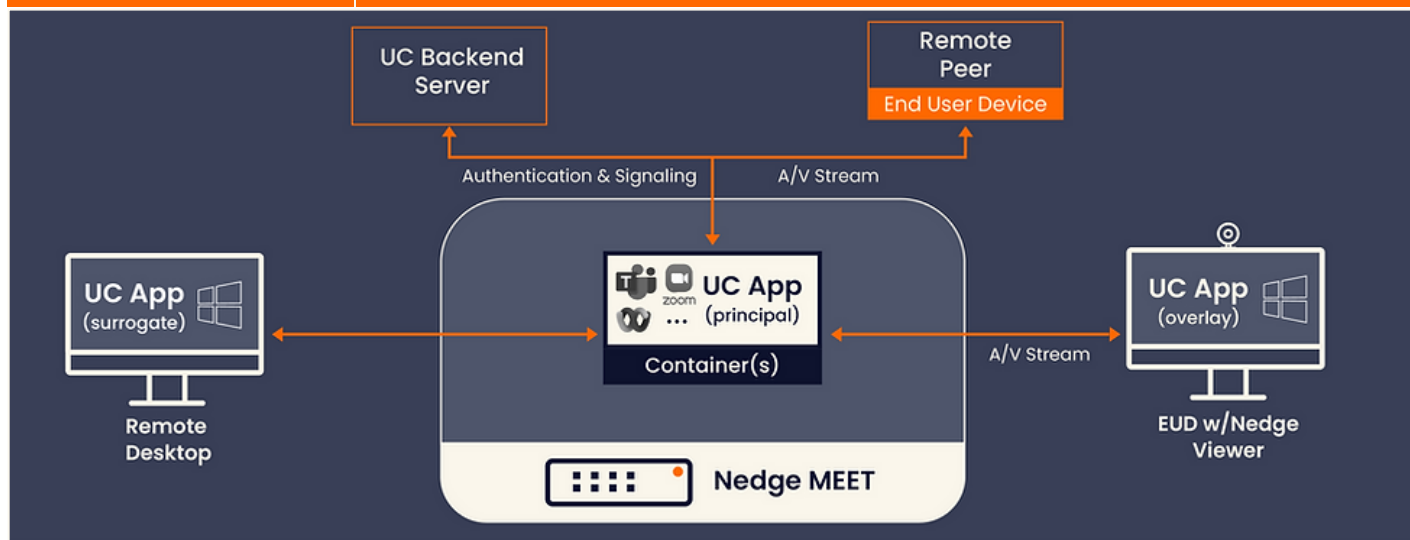 UC Backend
Server
Remote
Peer
End User Device
Authentication & Signaling
A/V Stream
UC App
(surrogate)
T
zoom
...
UC App
(principal)
Container(s)
UC App
(overlay)
A/V Stream
Remote
Desktop
EUD w/Nedge
Viewer
Nedge MEET